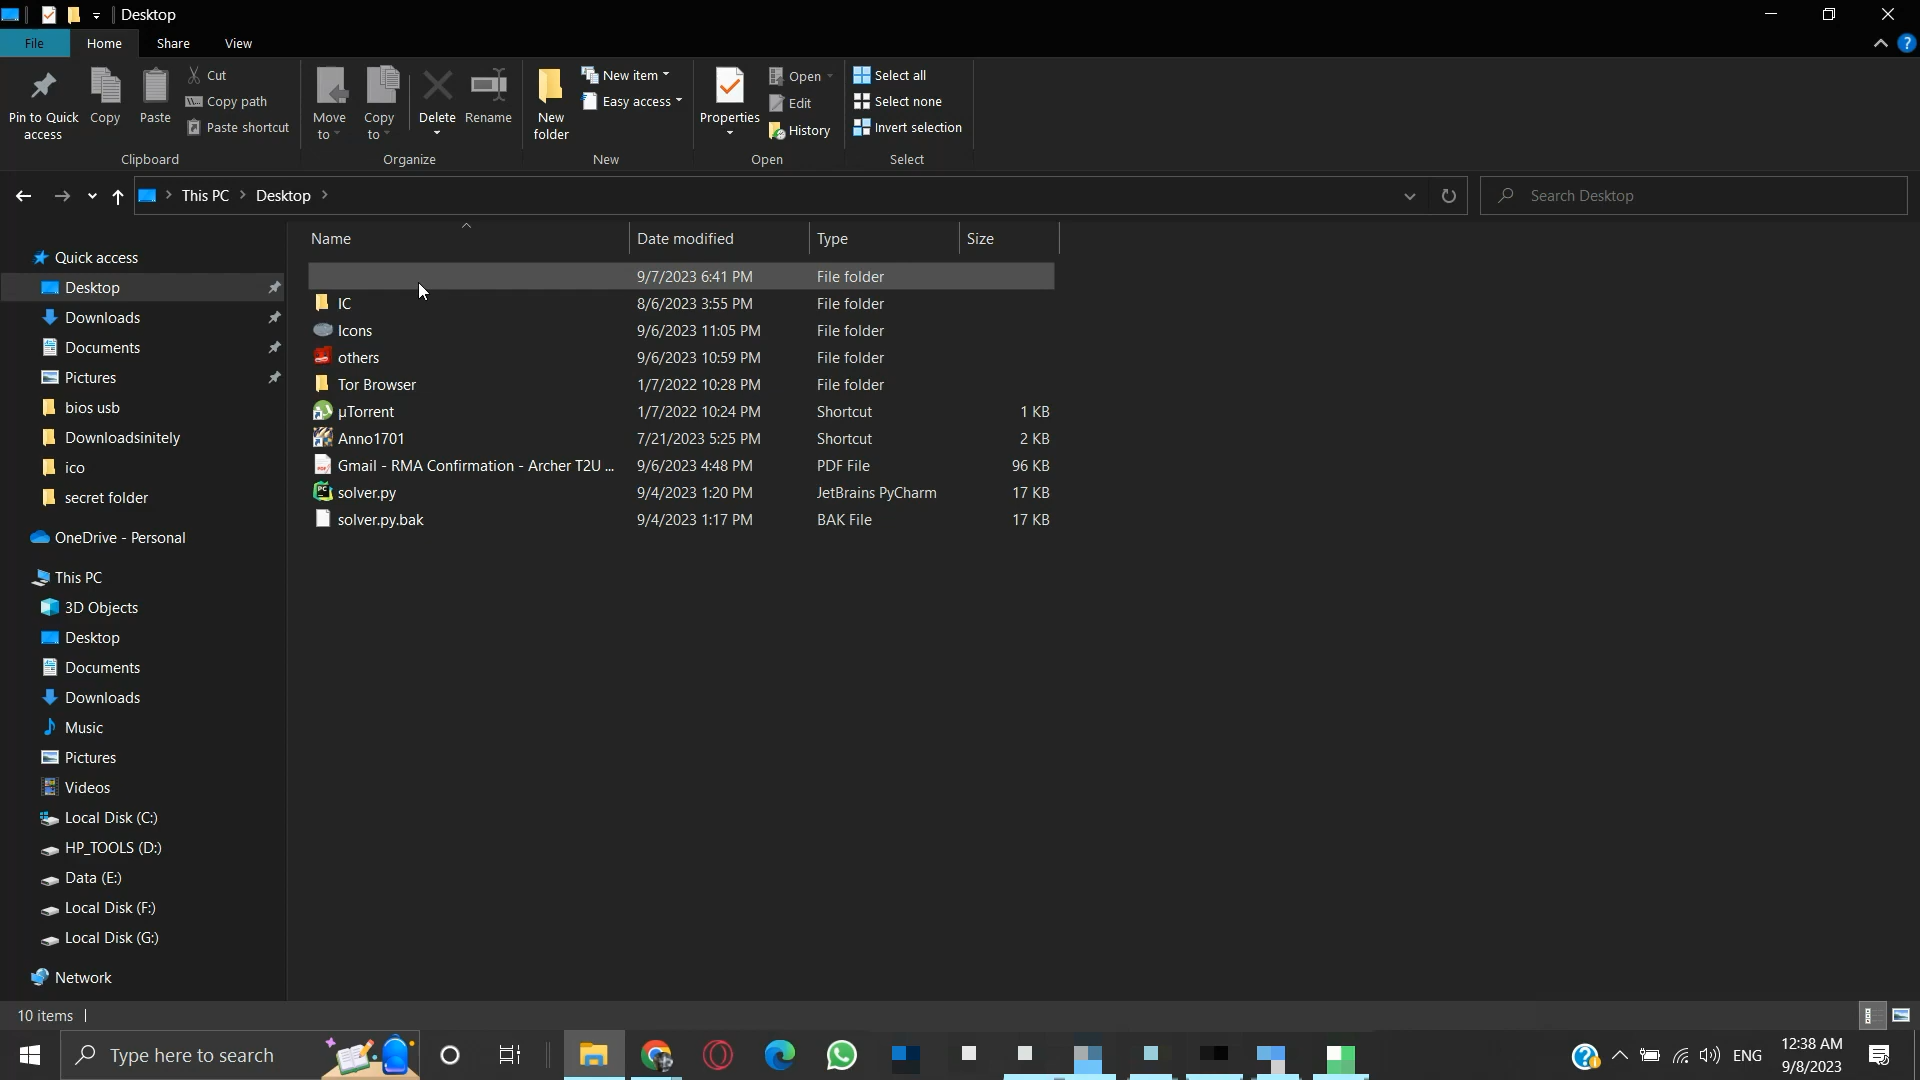 Desktop
File Home Share View
Pin to Quick access
Copy
Paste
Cut
Copy path
Paste shortcut
Clipboard
Move to
Copy to
Delete
Rename
Organize
New folder
New item
Easy access
New
Properties
Open
Edit
History
Open
Select all
Select none
Invert selection
Select
This PC > Desktop >
Search Desktop
Quick access
Desktop
Downloads
Documents
Pictures
bios usb
Downloadsinitely
ico
secret folder
OneDrive - Personal
This PC
3D Objects
Desktop
Documents
Downloads
Music
Pictures
Videos
Local Disk (C:)
HP_TOOLS (D:)
Data (E:)
Local Disk (F:)
Local Disk (G:)
Network
Name Date modified Type Size
9/7/2023 6:41 PM File folder
IC 8/6/2023 3:55 PM File folder
Icons 9/6/2023 11:05 PM File folder
others 9/6/2023 10:59 PM File folder
Tor Browser 1/7/2022 10:28 PM File folder
µTorrent 1/7/2022 10:24 PM Shortcut 1 KB
Anno1701 7/21/2023 5:25 PM Shortcut 2 KB
Gmail - RMA Confirmation - Archer T2U ... 9/6/2023 4:48 PM PDF File 96 KB
solver.py 9/4/2023 1:20 PM JetBrains PyCharm 17 KB
solver.py.bak 9/4/2023 1:17 PM BAK File 17 KB
10 items
Type here to search
ENG
12:38 AM
9/8/2023